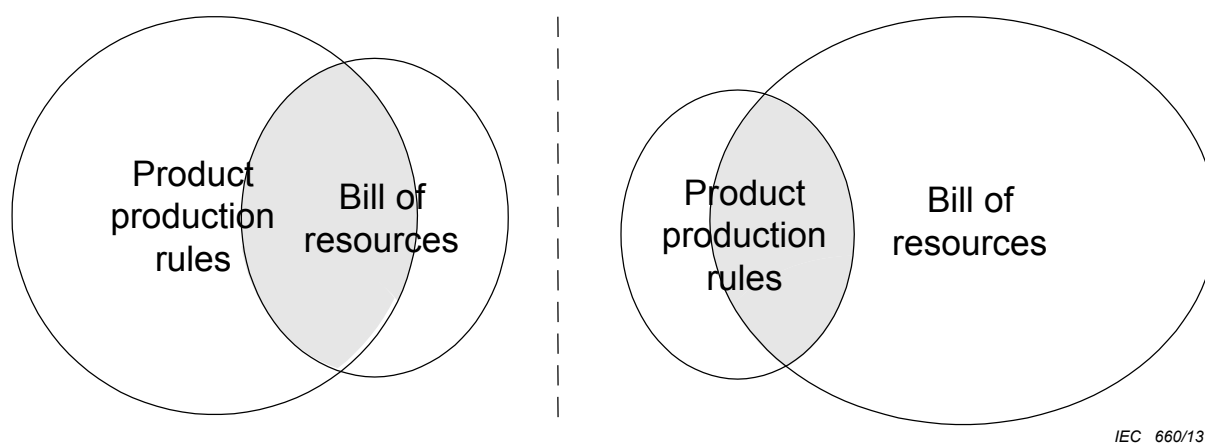 Product
production
rules
Bill of
resources
Product
production
rules
Bill of
resources
IEC 660/13